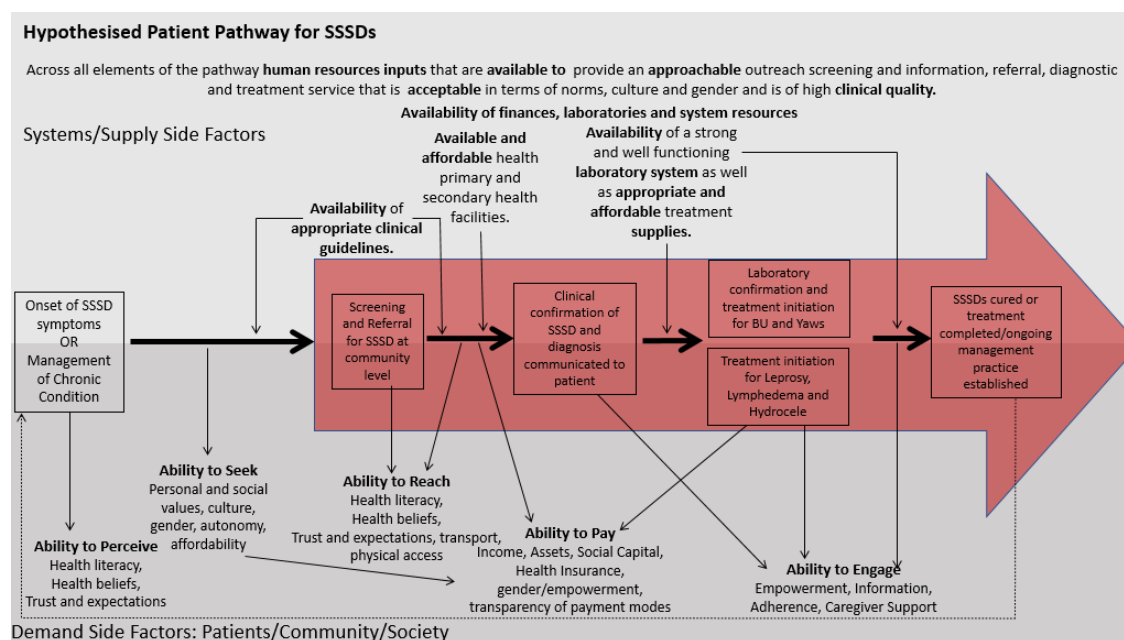 Hypothesised Patient Pathway for SSSDs
Across all elements of the pathway human resources inputs that are available to provide an approachable outreach screening and information, referral, diagnostic
and treatment service that is acceptable in terms of norms, culture and gender and is of high clinical quality.
Availability of finances, laboratories and system resources
Systems/Supply Side Factors
Availability of
appropriate clinical
guidelines.
Available and
affordable health
primary and
secondary health
facilities.
Availability of a strong
and well functioning
laboratory system as well
as appropriate and
affordable treatment
supplies.
Onset of SSSD
symptoms
OR
Management
of Chronic
Condition
Screening
and Referral
for SSSD at
community
level
Clinical
confirmation of
SSSD and
diagnosis
communicated to
patient
Laboratory
confirmation and
treatment initiation
for BU and Yaws
Treatment initiation
for Leprosy,
Lymphedema and
Hydrocele
SSSDs cured or
treatment
completed/ongoing
management
practice
established
Ability to Perceive
Health literacy,
Health beliefs,
Trust and expectations
Ability to Seek
Personal and social
values, culture,
gender, autonomy,
affordability
Ability to Reach
Health literacy,
Health beliefs,
Trust and expectations, transport,
physical access
Ability to Pay
Income, Assets, Social Capital,
Health Insurance,
gender/empowerment,
transparency of payment modes
Ability to Engage
Empowerment, Information,
Adherence, Caregiver Support
Demand Side Factors: Patients/Community/Society